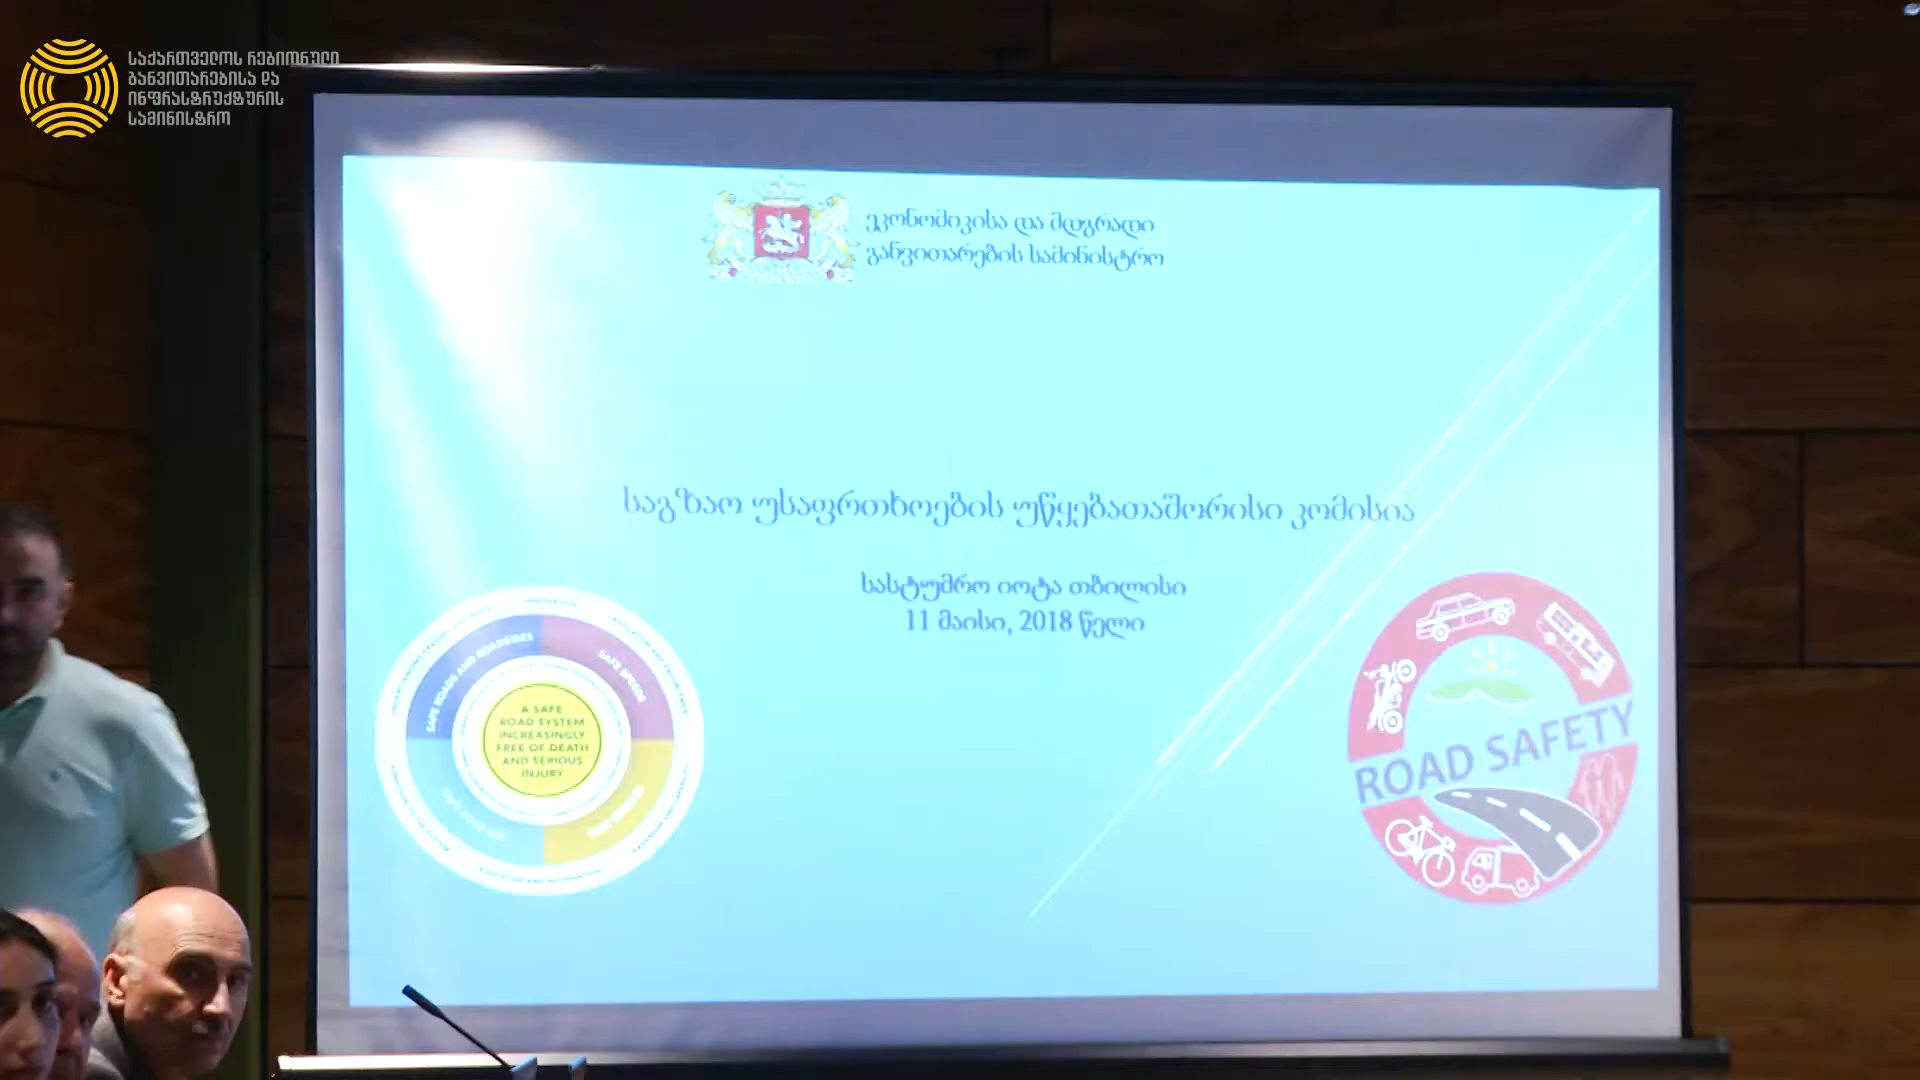 საქართველოს რეგიონული
განვითარებისა და
ინფრასტრუქტურის
სამინისტრო
ეკონომიკისა და მდგრადი
განვითარების სამინისტრო
საგზაო უსაფრთხოების უწყებათაშორისი კომისია
სასტუმრო იოტა თბილისი
11 მაისი, 2018 წელი
SAFE ROADS AND ROADSIDES
SAFE SPEEDS
A SAFE
ROAD SYSTEM
INCREASINGLY
FREE OF DEATH
AND SERIOUS
INJURY
ROAD SAFETY